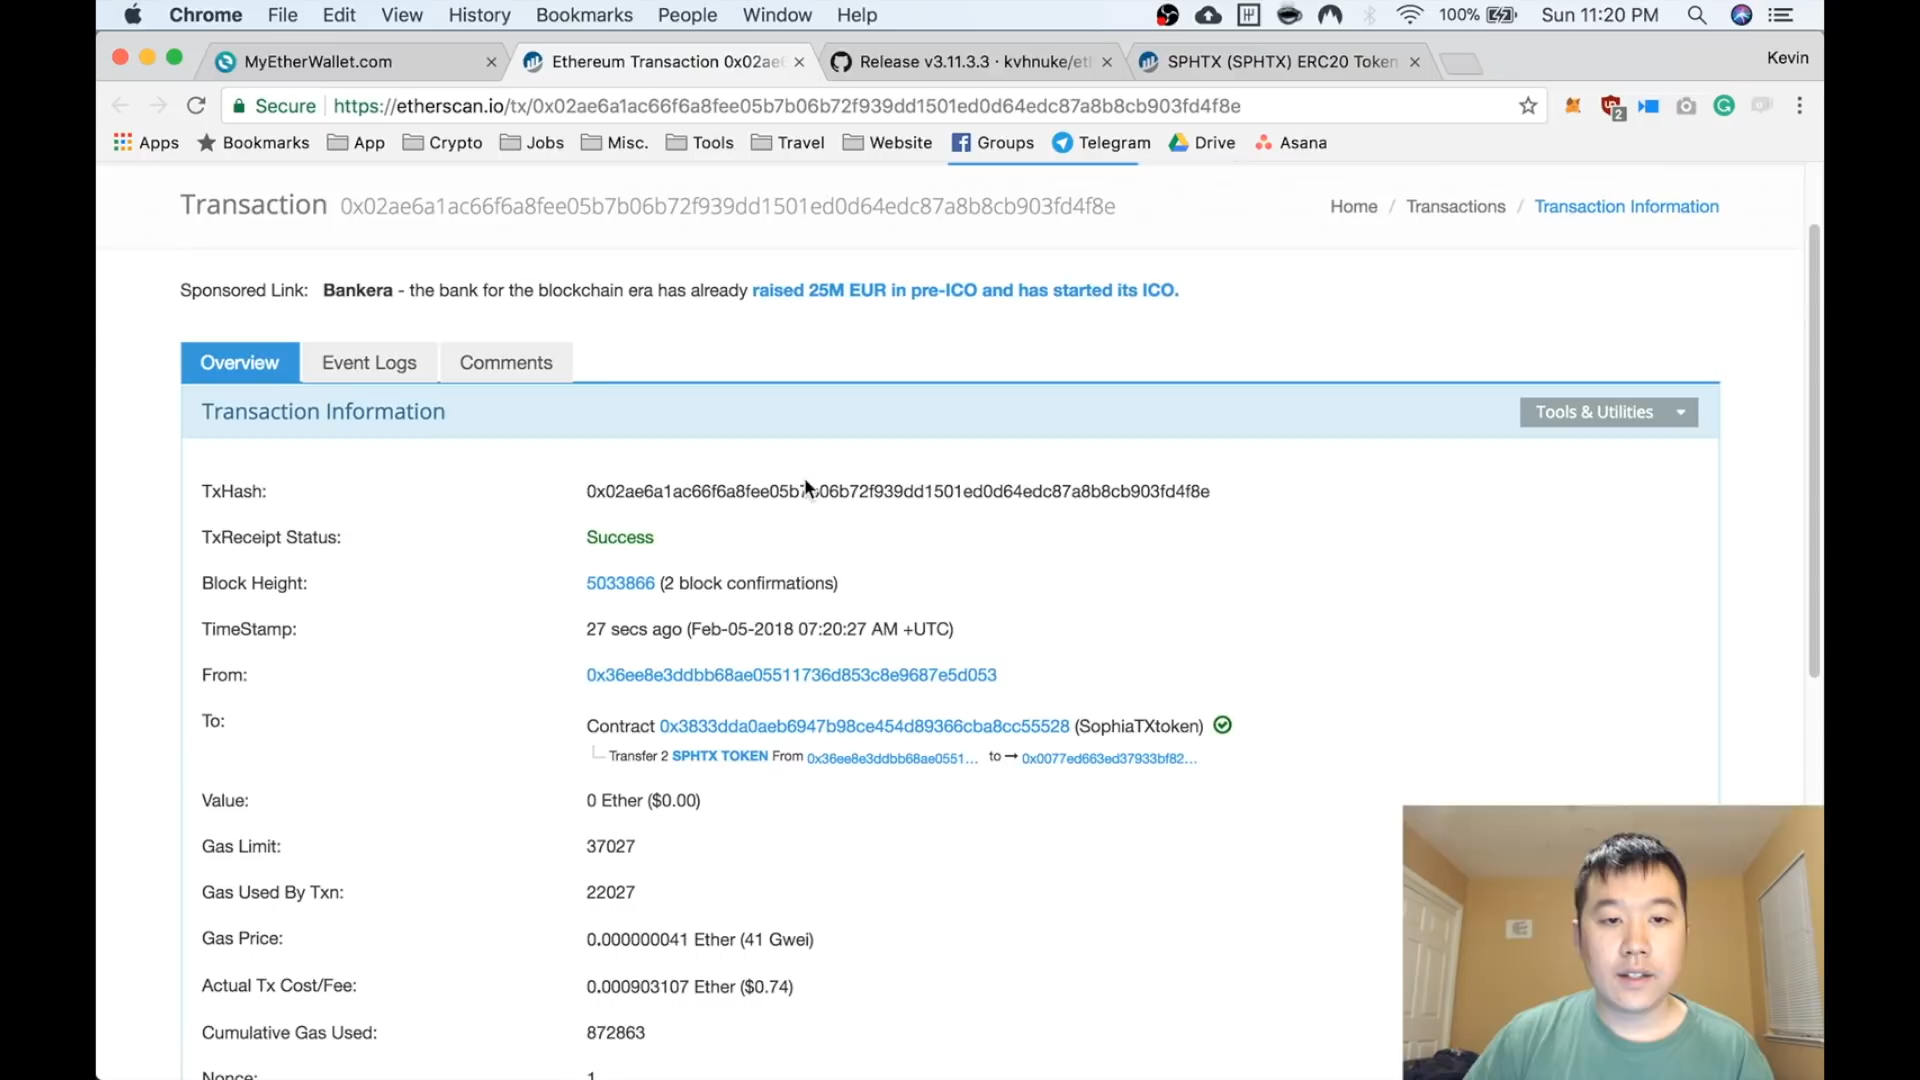 Chrome File Edit View History Bookmarks People Window Help 100% Sun 11:20 PM
MyEtherWallet.com Ethereum Transaction 0x02ae Release v3.11.3.3 · kvhnuke/et SPHTX (SPHTX) ERC20 Token Kevin
Secure https://etherscan.io/tx/0x02ae6a1ac66f6a8fee05b7b06b72f939dd1501ed0d64edc87a8b8cb903fd4f8e 2
Apps Bookmarks App Crypto Jobs Misc. Tools Travel Website Groups Telegram Drive Asana
Transaction 0x02ae6a1ac66f6a8fee05b7b06b72f939dd1501ed0d64edc87a8b8cb903fd4f8e Home / Transactions / Transaction Information
Sponsored Link: Bankera - the bank for the blockchain era has already raised 25M EUR in pre-ICO and has started its ICO.
Overview Event Logs Comments
Transaction Information Tools & Utilities
TxHash: 0x02ae6a1ac66f6a8fee05b7b06b72f939dd1501ed0d64edc87a8b8cb903fd4f8e
TxReceipt Status: Success
Block Height: 5033866 (2 block confirmations)
TimeStamp: 27 secs ago (Feb-05-2018 07:20:27 AM +UTC)
From: 0x36ee8e3ddbb68ae05511736d853c8e9687e5d053
To: Contract 0x3833dda0aeb6947b98ce454d89366cba8cc55528 (SophiaTXtoken)
Transfer 2 SPHTX TOKEN From 0x36ee8e3ddbb68ae0551... to → 0x0077ed663ed37933bf82...
Value: 0 Ether ($0.00)
Gas Limit: 37027
Gas Used By Txn: 22027
Gas Price: 0.000000041 Ether (41 Gwei)
Actual Tx Cost/Fee: 0.000903107 Ether ($0.74)
Cumulative Gas Used: 872863
Nonce: 1